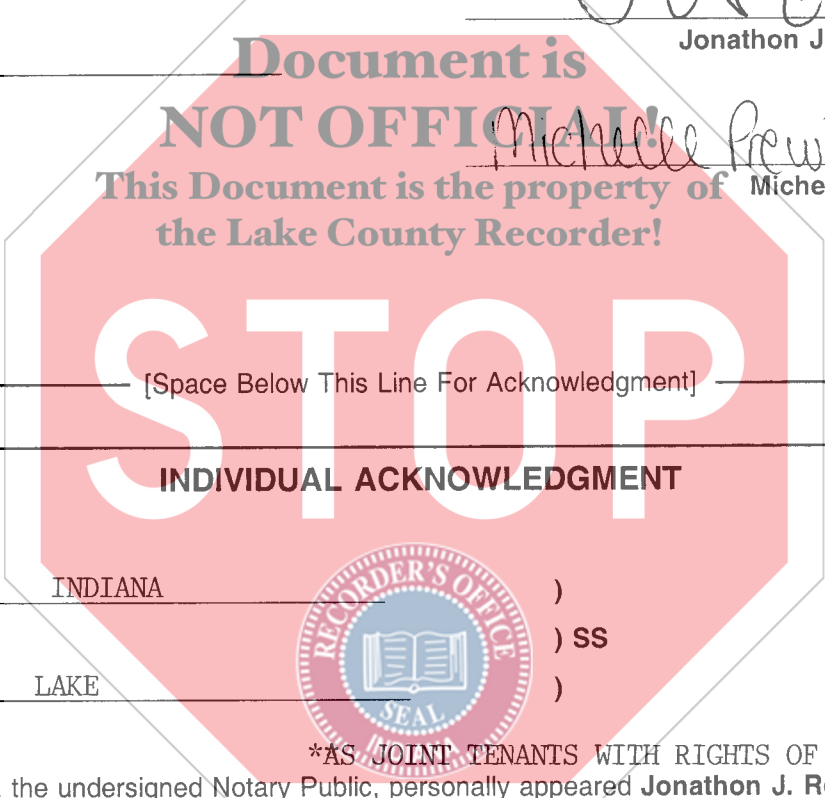 Jonathon J
Document is
NOT OFFICIAL!
Michelle
This Document is the property of
Miche
the Lake County Recorder!
STOP
[Space Below This Line For Acknowledgment]
INDIVIDUAL ACKNOWLEDGMENT
INDIANA )
) SS
LAKE )
RECORDER'S OFFICE
SEAL
INDIANA
*AS JOINT TENANTS WITH RIGHTS OF
the undersigned Notary Public, personally appeared Jonathon J. R